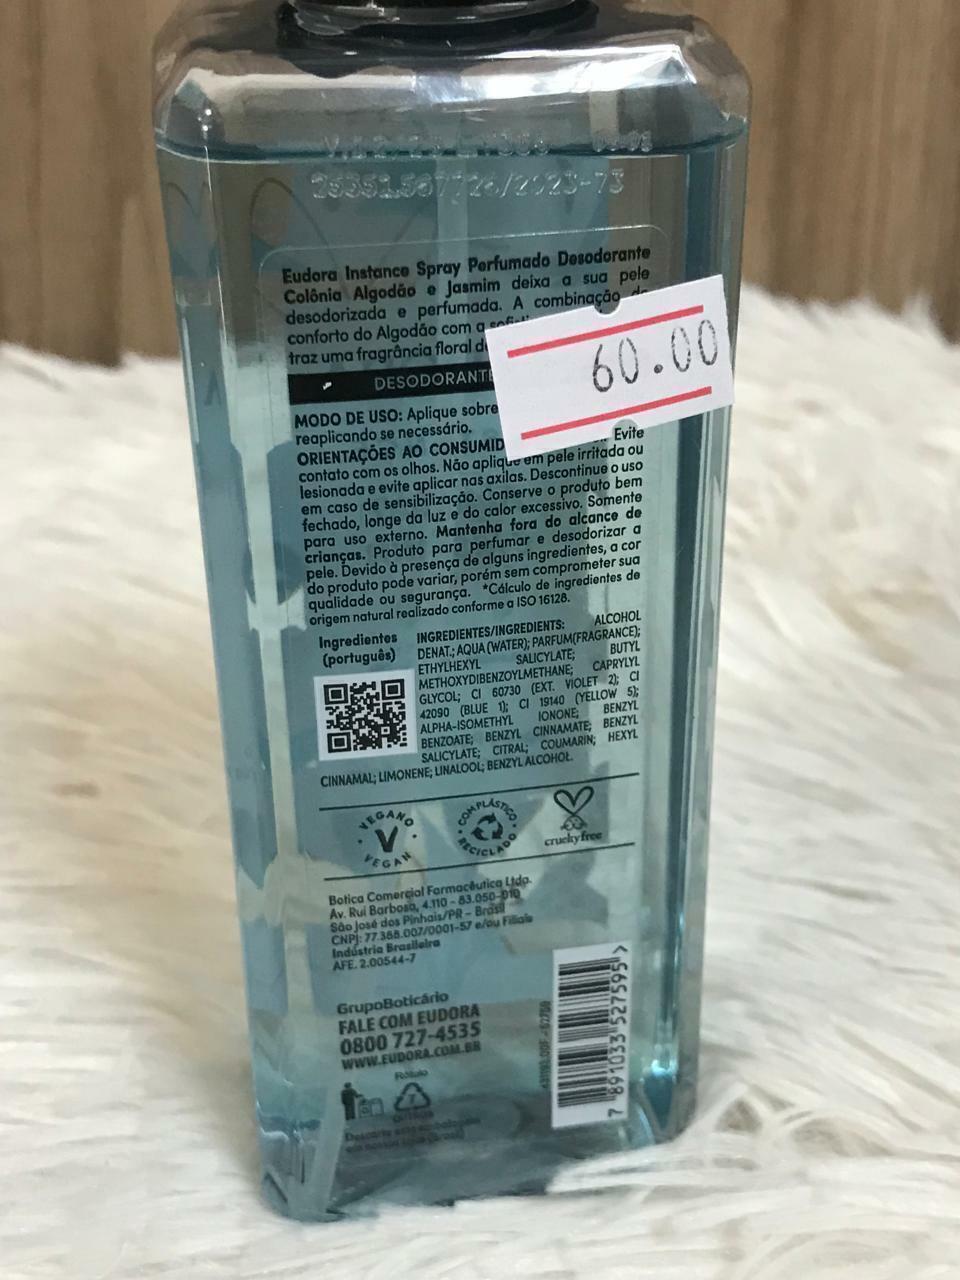 Eudora Instance Spray Perfumado Desodorante
Colônia Algodão e Jasmim deixa a sua pele
desodorizada e perfumada. A combinação
conforto do Algodão com a
traz uma fragrância floral
60.00
DESODORANTE
MODO DE USO: Aplique sobre
reaplicando se necessário.
ORIENTAÇÕES AO Evite
contato com os olhos. Não aplique em pele irritada ou
lesionada e evite aplicar nas axilas. Descontinue o uso
em caso de sensibilização. Conserve o produto bem
fechado, longe da luz e do calor excessivo. Somente
para uso externo. Mantenha fora do alcance de
crianças. Produto para perfumar e desodorizar a
pele. Devido à presença de alguns ingredientes, a cor
do produto pode variar, porém sem comprometer sua
qualidade ou segurança. *Cálculo de ingredientes de
origem natural realizado conforme a ISO 16128.
Ingredientes
(português)
INGREDIENTES/INGREDIENTS: ALCOHOL
DENAT.; AQUA (WATER); PARFUM(FRAGRANCE);
ETHYLHEXYL SALICYLATE; BUTYL
METHOXYDIBENZOYLMETHANE; CAPRYLYL
GLYCOL; CI 60730 (EXT. VIOLET 2); CI
42090 (BLUE 1); CI 19140 (YELLOW 5);
ALPHA-ISOMETHYL IONONE; BENZYL
BENZOATE; BENZYL CINNAMATE; BENZYL
SALICYLATE; CITRAL; COUMARIN; HEXYL
CINNAMAL; LIMONENE; LINALOOL; BENZYL ALCOHOL.
VEGANO
V
VEGAN
COM PLÁSTICO
RECICLADO
crueltyfree
Botica Comercial Farmacêutica Ltda.
Av. Rui Barbosa, 4.110 - 83.050-010
São José dos Pinhais/PR - Brasil
CNPJ: 77.388.007/0001-57 e/ou Filiais
Indústria Brasileira
AFE. 2.00544-7
GrupoBoticário
FALE COM EUDORA
0800 727-4535
WWW.EUDORA.COM.BR
Rótulo
7
OUTROS
7 891033 527595 >